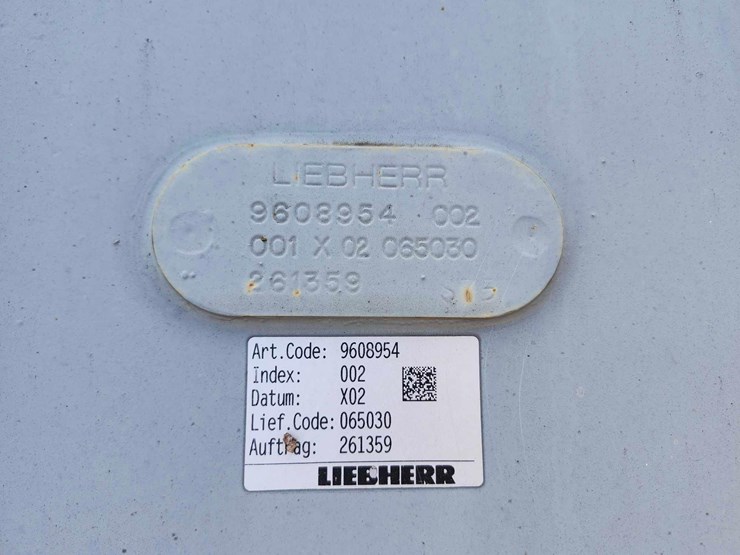 LIEBHERR
9608954 002
001 X 02 065030
261359
Art.Code: 9608954
Index: 002
Datum: X02
Lief.Code: 065030
Auftrag: 261359
LIEBHERR